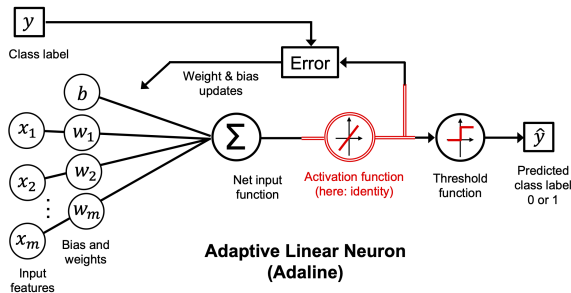 y
Class label
Error
Weight & bias
updates
b
x₁
w₁
x₂
w₂
⋮
wₘ
xₘ
Σ
ŷ
Net input
function
Activation function
(here: identity)
Threshold
function
Predicted
class label
0 or 1
Bias and
weights
Input
features
Adaptive Linear Neuron
(Adaline)